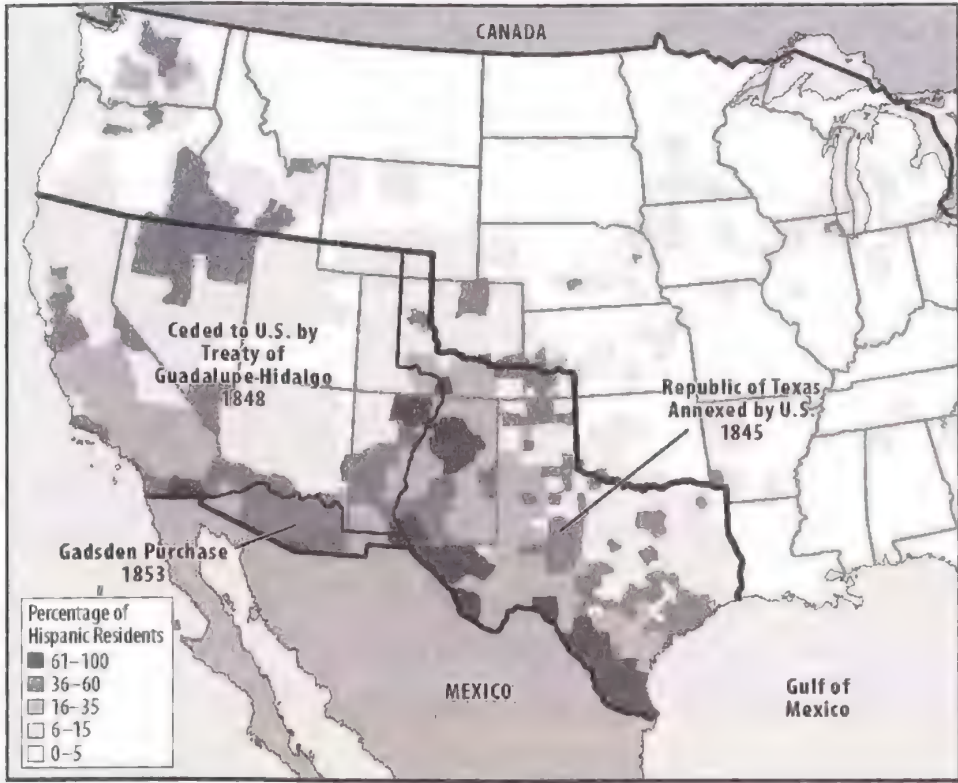 CANADA
Ceded to U.S. by
Treaty of
Guadalupe-Hidalgo
1848
Republic of Texas
Annexed by U.S.
1845
Gadsden Purchase
1853
Percentage of
Hispanic Residents
61–100
36–60
16–35
6–15
0–5
MEXICO
Gulf of
Mexico